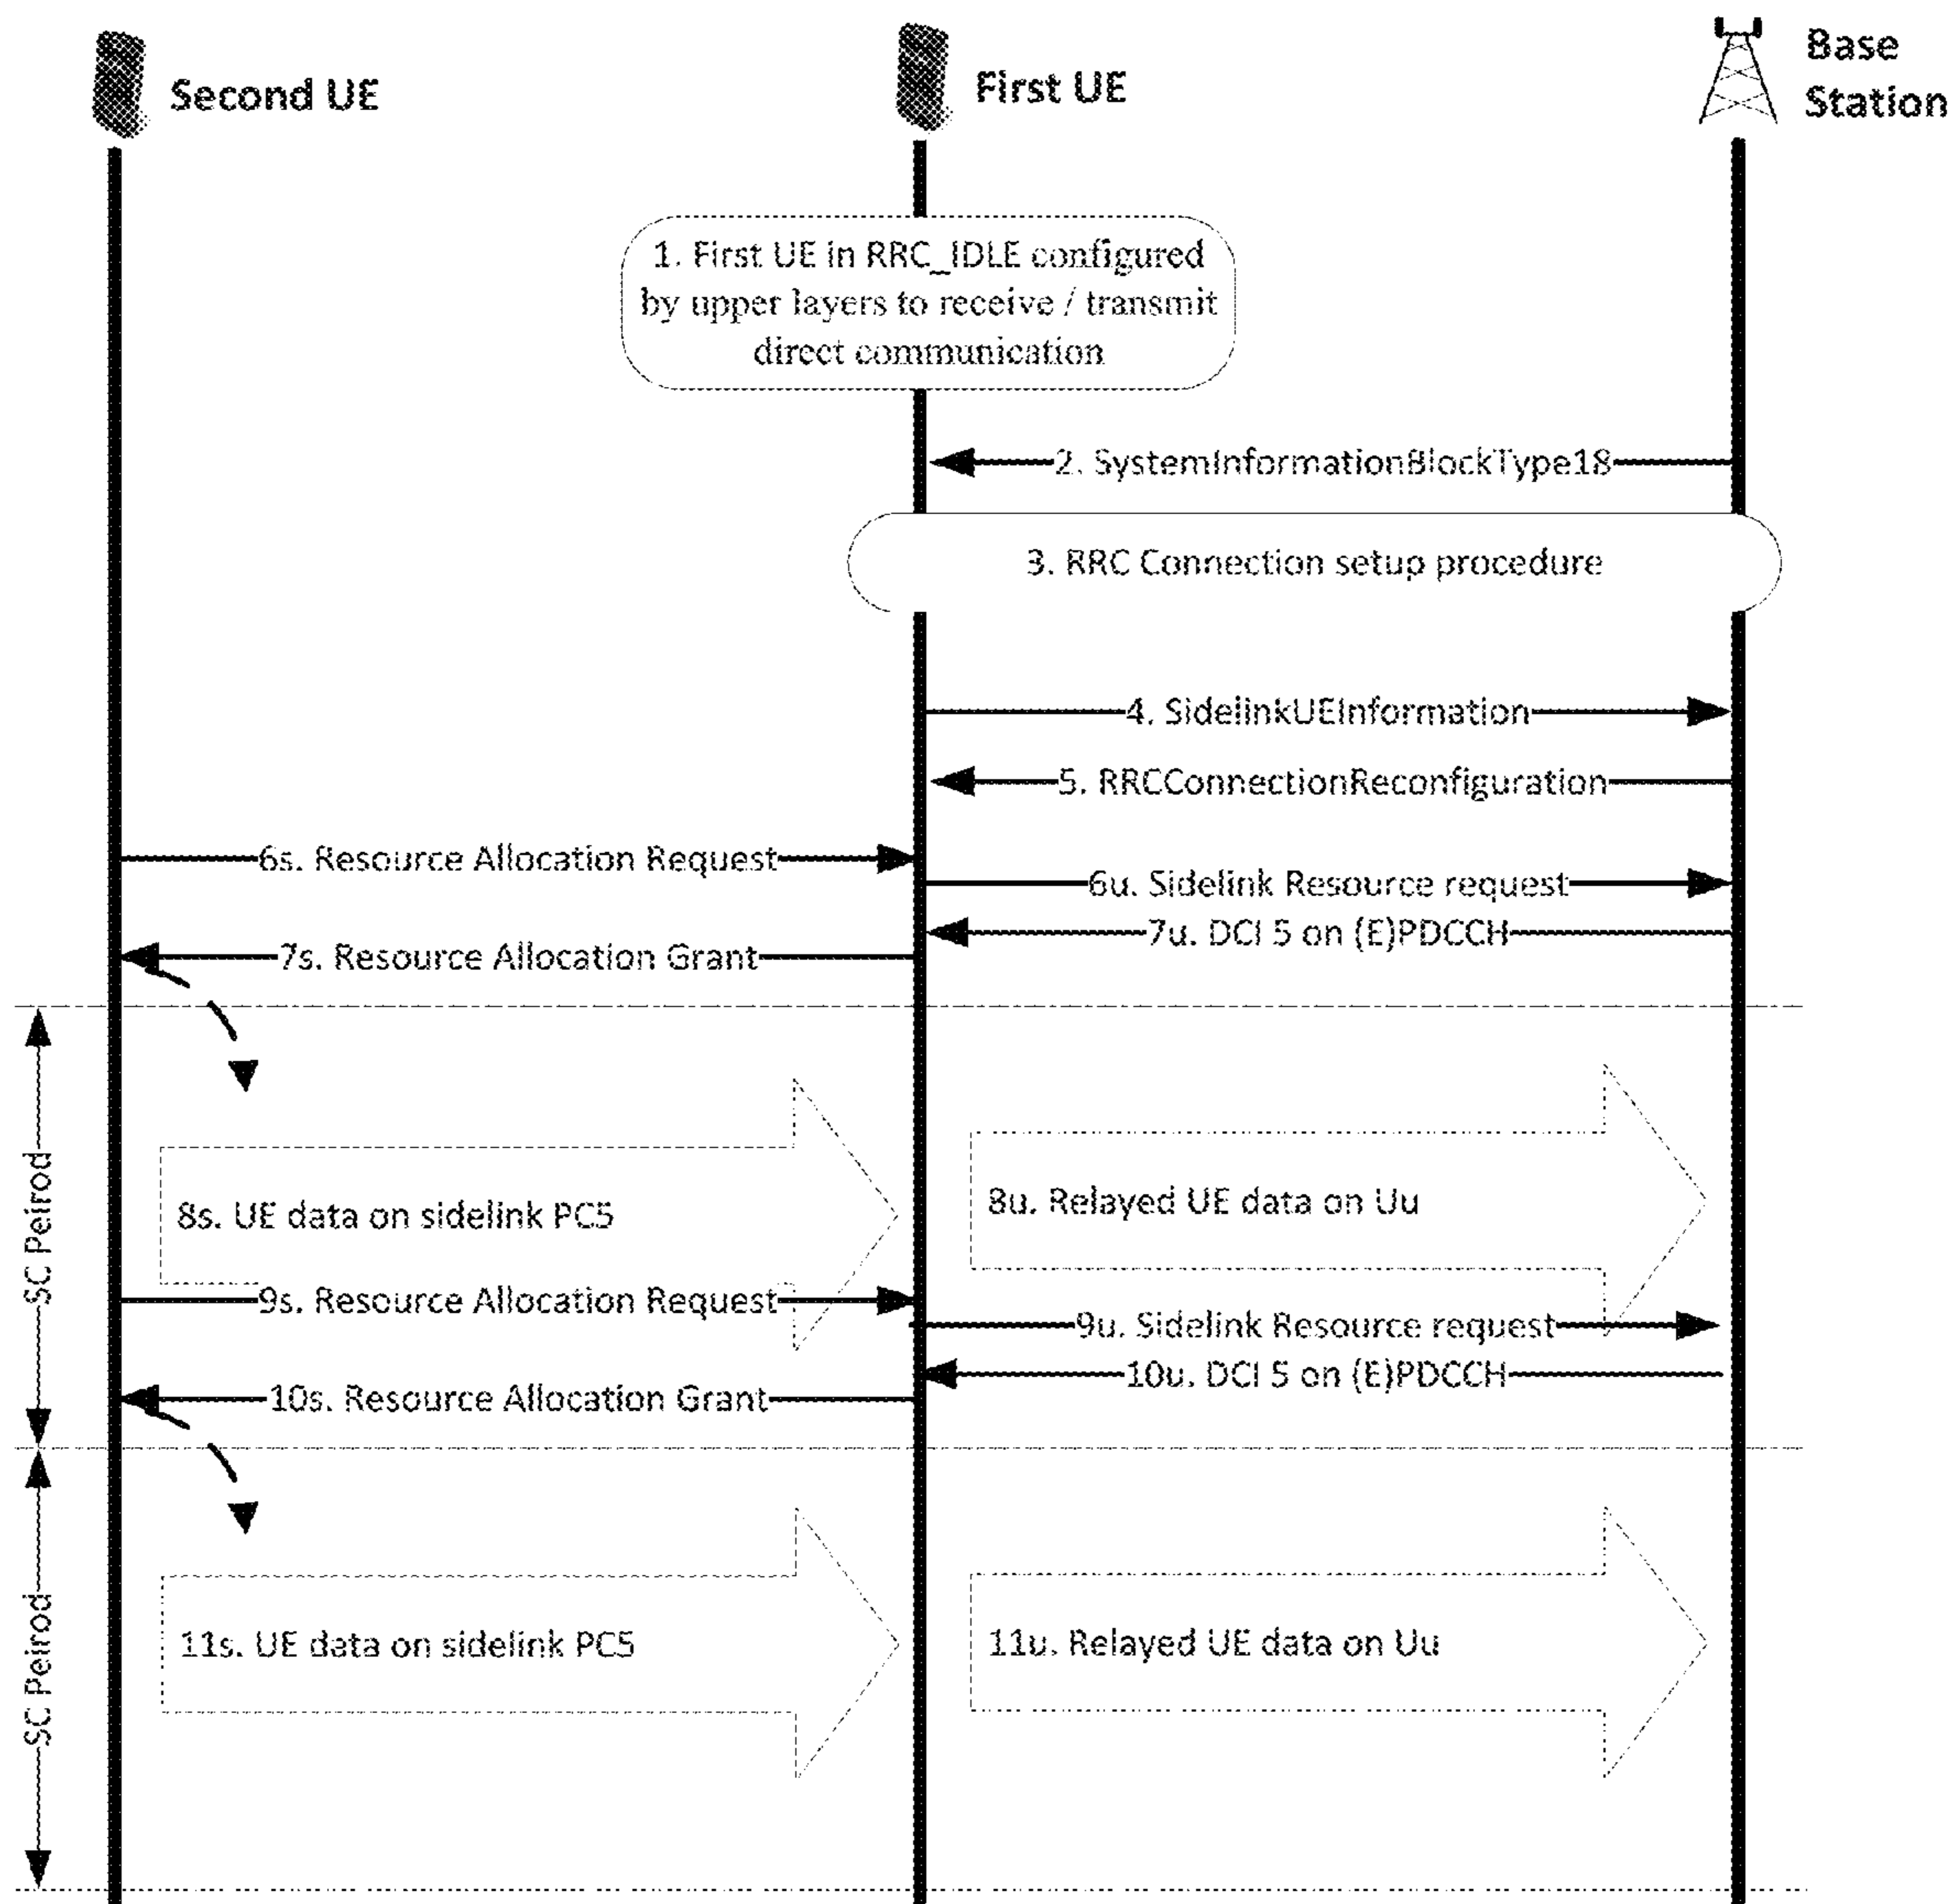 Second UE
First UE
Base
Station
1. First UE in RRC_IDLE configured
by upper layers to receive / transmit
direct communication
2. SystemInformationBlockType18
3. RRC Connection setup procedure
4. SidelinkUEInformation
5. RRCConnectionReconfiguration
6s. Resource Allocation Request
6u. Sidelink Resource request
7u. DCI 5 on (E)PDCCH
7s. Resource Allocation Grant
SC Peirod
8s. UE data on sidelink PC5
8u. Relayed UE data on Uu
9s. Resource Allocation Request
9u. Sidelink Resource request
10u. DCI 5 on (E)PDCCH
10s. Resource Allocation Grant
SC Peirod
11s. UE data on sidelink PC5
11u. Relayed UE data on Uu